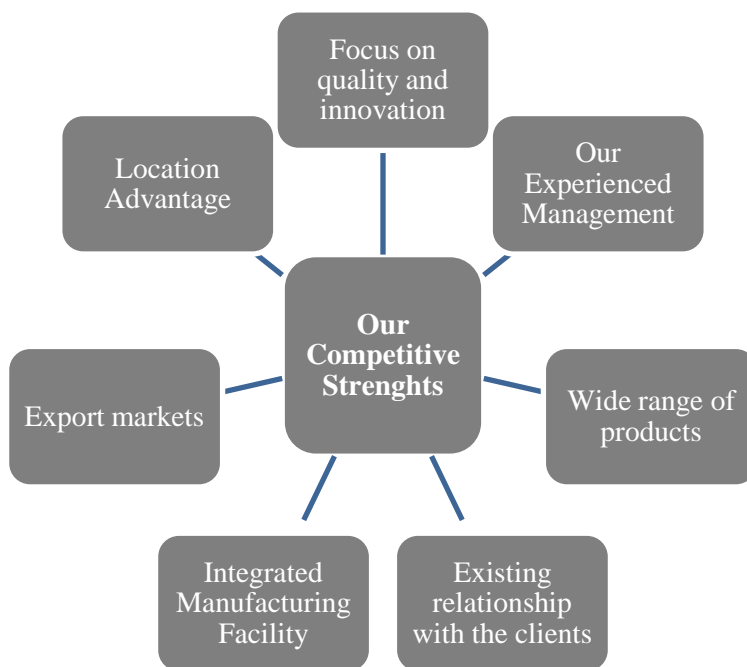 Focus on
quality and
innovation
Location
Advantage
Our
Experienced
Management
Our
Competitive
Strenghts
Export markets
Wide range of
products
Integrated
Manufacturing
Facility
Existing
relationship
with the clients